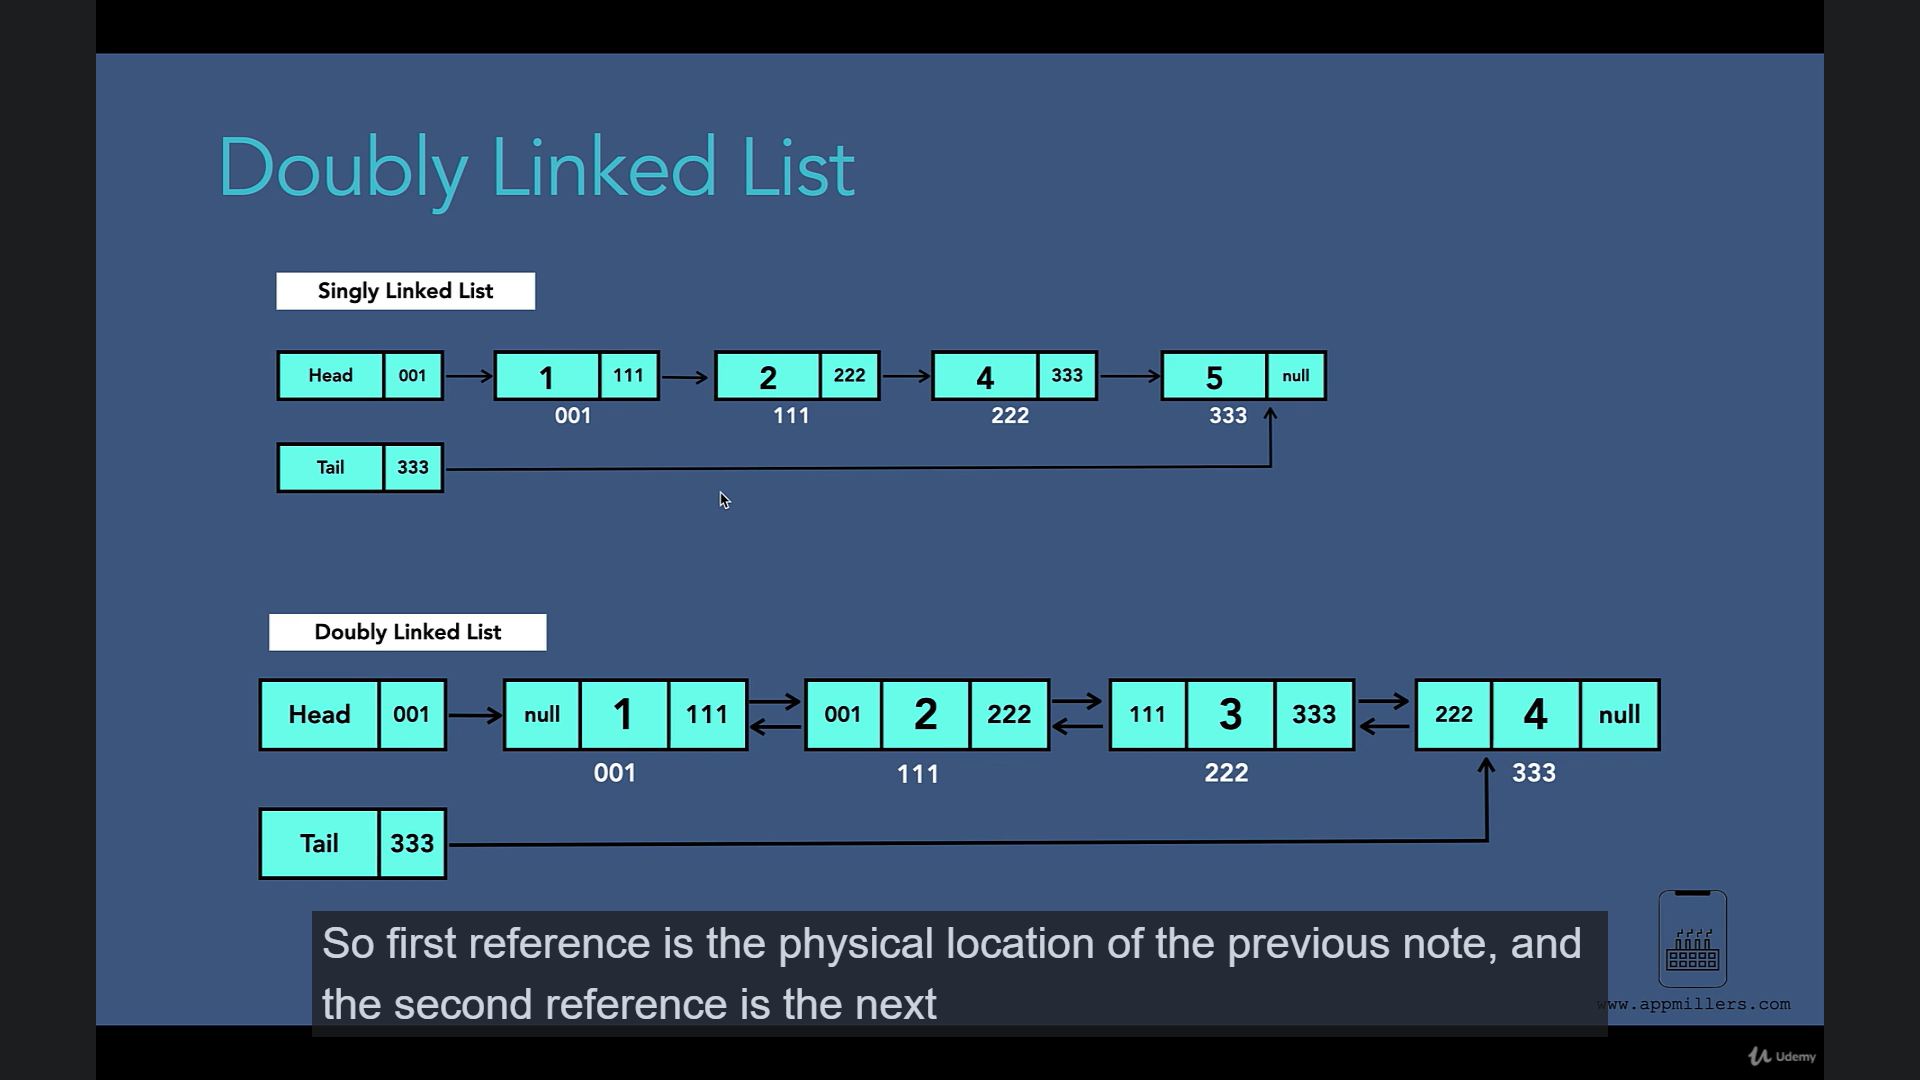 Doubly Linked List
Singly Linked List
Head 001 1 111 2 222 4 333 5 null
001 111 222 333
Tail 333
Doubly Linked List
Head 001 null 1 111 001 2 222 111 3 333 222 4 null
001 111 222 333
Tail 333
So first reference is the physical location of the previous note, and
the second reference is the next
www.appmillers.com
Udemy